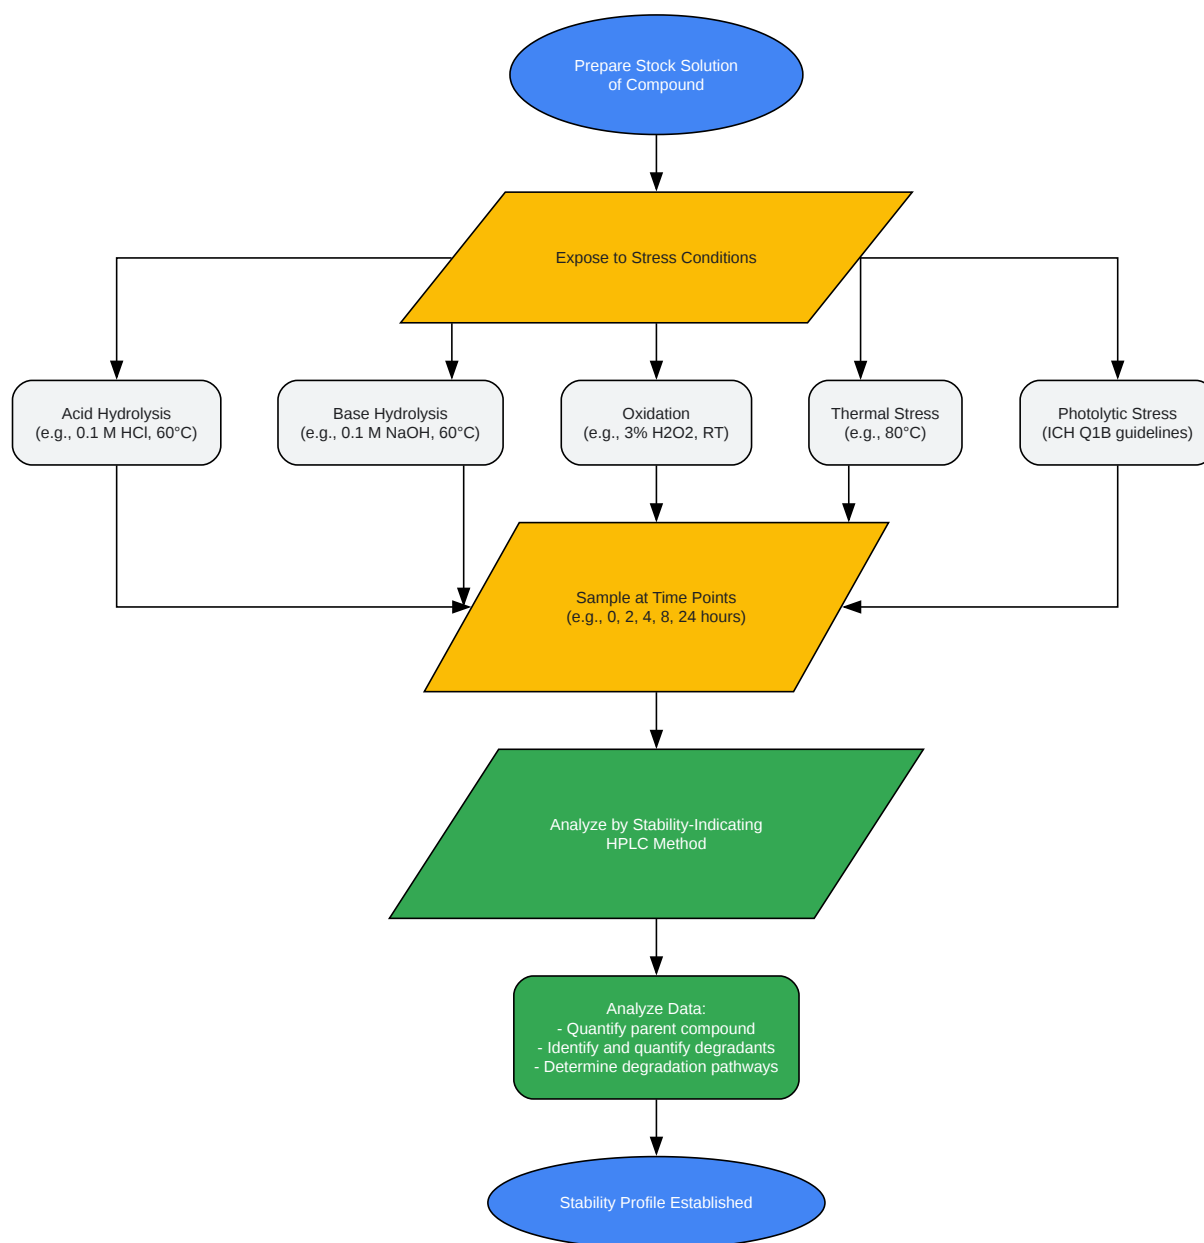 Prepare Stock Solution
of Compound
Expose to Stress Conditions
Acid Hydrolysis
(e.g., 0.1 M HCl, 60°C)
Base Hydrolysis
(e.g., 0.1 M NaOH, 60°C)
Oxidation
(e.g., 3% H2O2, RT)
Thermal Stress
(e.g., 80°C)
Photolytic Stress
(ICH Q1B guidelines)
Sample at Time Points
(e.g., 0, 2, 4, 8, 24 hours)
Analyze by Stability-Indicating
HPLC Method
Analyze Data:
- Quantify parent compound
- Identify and quantify degradants
- Determine degradation pathways
Stability Profile Established